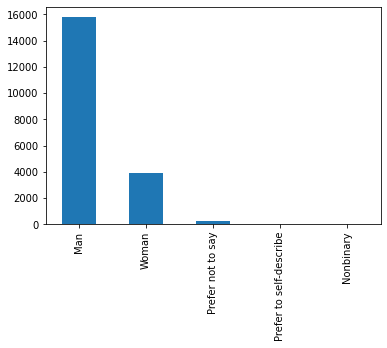 16000
14000
12000
10000
8000
6000
4000
2000
0
Man
Woman
Prefer not to say
Prefer to self-describe
Nonbinary